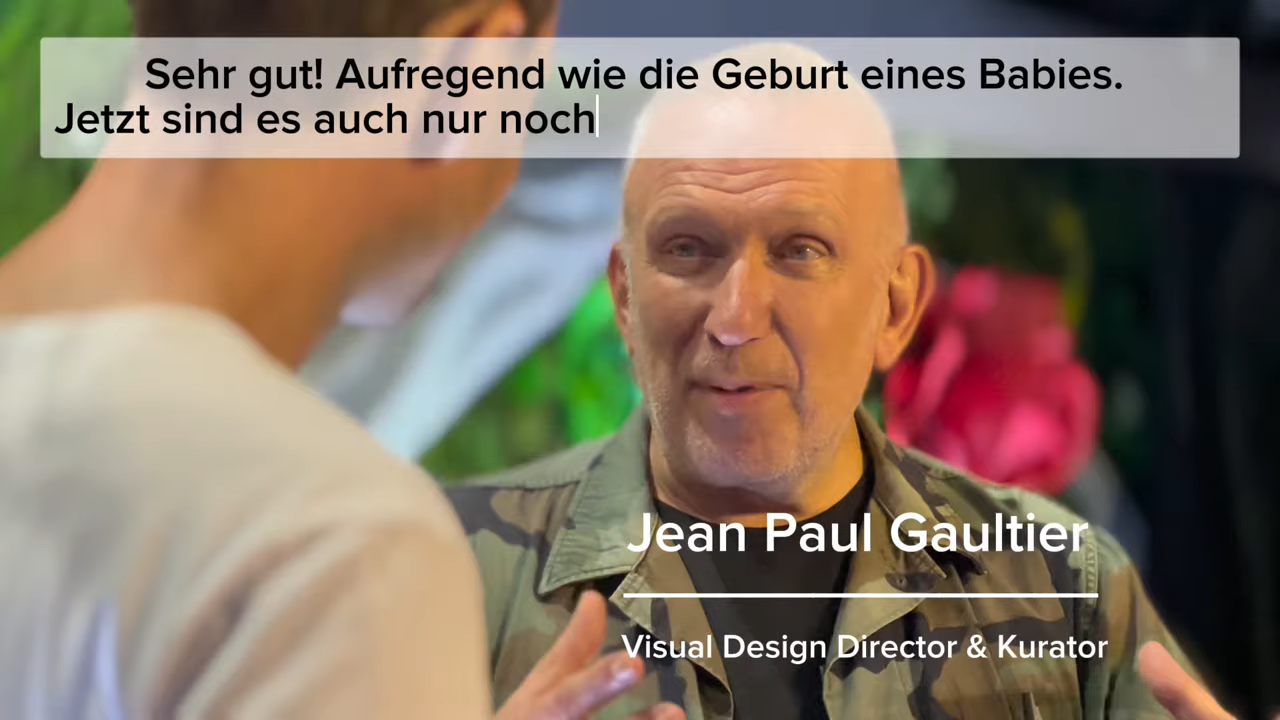 Sehr gut! Aufregend wie die Geburt eines Babies.
Jetzt sind es auch nur noch
Jean Paul Gaultier
Visual Design Director & Kurator